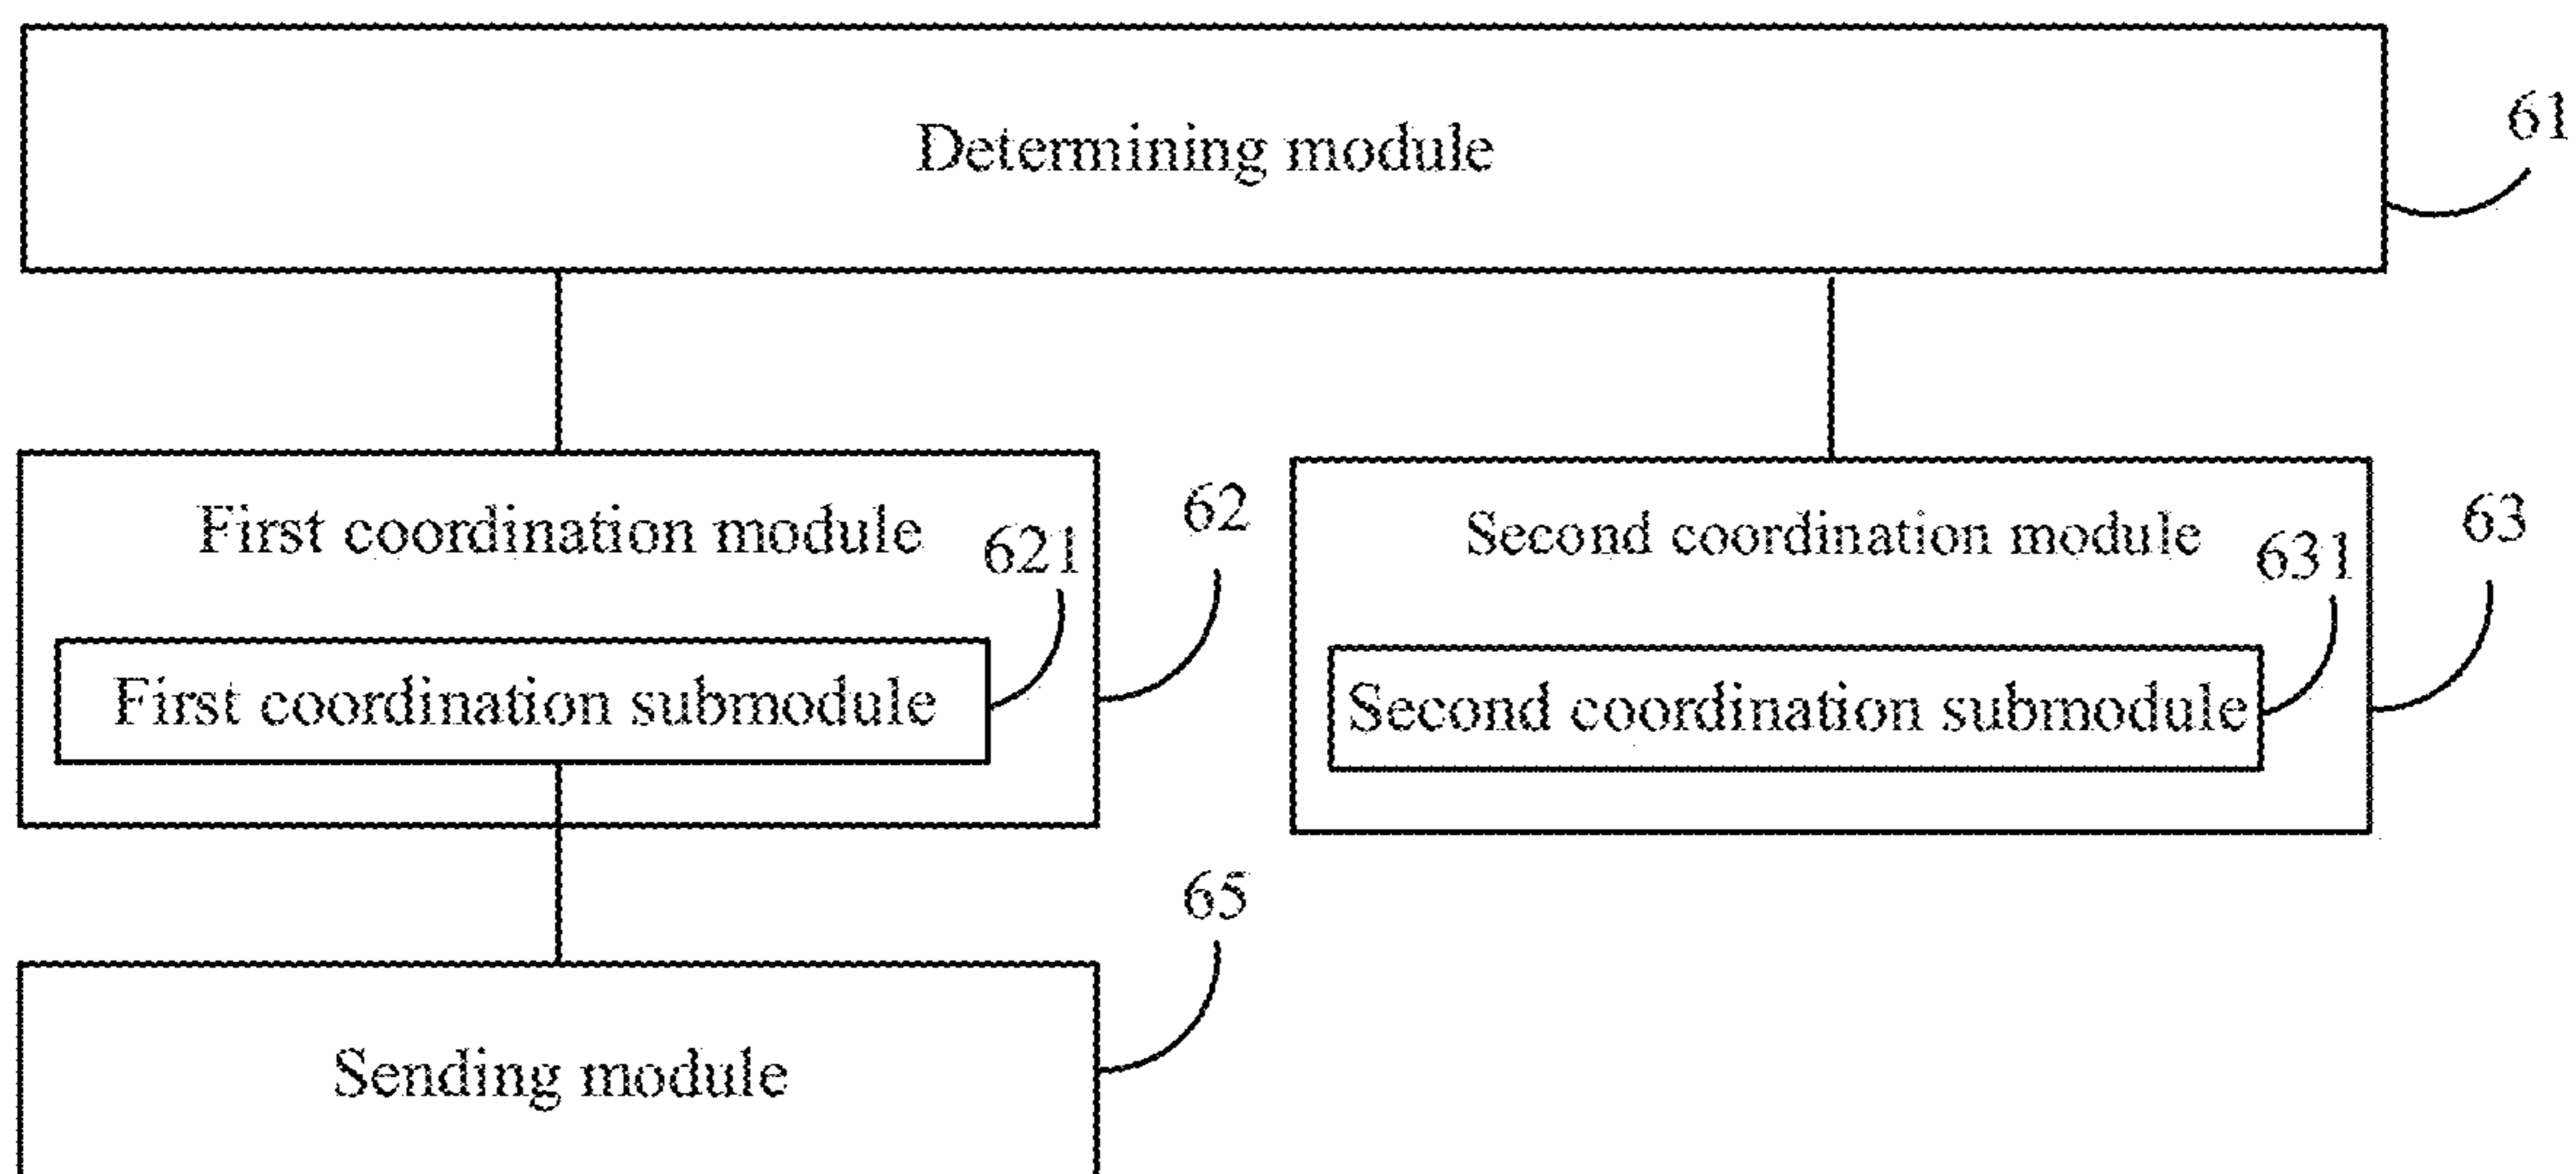 Determining module
61
First coordination module
621
62
First coordination submodule
Second coordination module
631
63
Second coordination submodule
65
Sending module